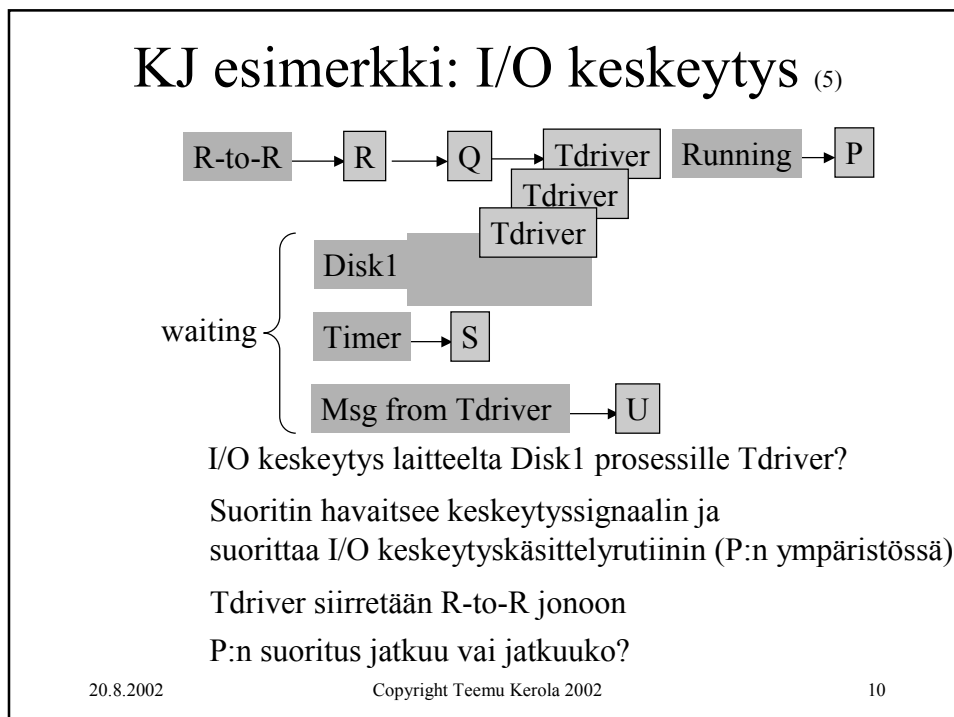 KJ esimerkki: I/O keskeytys (5)
R-to-R R Q Tdriver Running P
Tdriver
Tdriver
Disk1
waiting
Timer S
Msg from Tdriver U
I/O keskeytys laitteelta Disk1 prosessille Tdriver?
Suoritin havaitsee keskeytyssignaalin ja
suorittaa I/O keskeytyskäsittelyrutiinin (P:n ympäristössä)
Tdriver siirretään R-to-R jonoon
P:n suoritus jatkuu vai jatkuuko?
20.8.2002 Copyright Teemu Kerola 2002 10